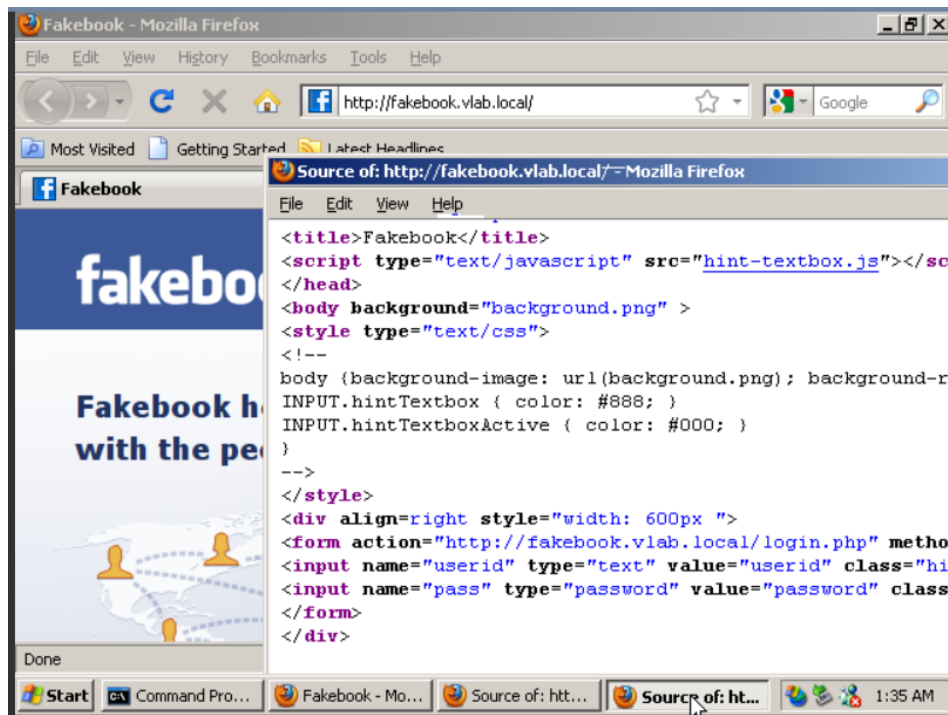 Fakebook - Mozilla Firefox
File Edit View History Bookmarks Tools Help
http://fakebook.vlab.local/ Google
Most Visited Getting Started Latest Headlines
Fakebook
fakeboo
Fakebook h
with the pe
Source of: http://fakebook.vlab.local/ - Mozilla Firefox
File Edit View Help
<title>Fakebook</title>
<script type="text/javascript" src="hint-textbox.js"></sc
</head>
<body background="background.png" >
<style type="text/css">
<!--
body {background-image: url(background.png); background-r
INPUT.hintTextbox { color: #888; }
INPUT.hintTextboxActive { color: #000; }
}
-->
</style>
<div align=right style="width: 600px ">
<form action="http://fakebook.vlab.local/login.php" metho
<input name="userid" type="text" value="userid" class="hi
<input name="pass" type="password" value="password" class
</form>
</div>
Done
Start Command Pro... Fakebook - Mo... Source of: htt... Source of: ht... 1:35 AM